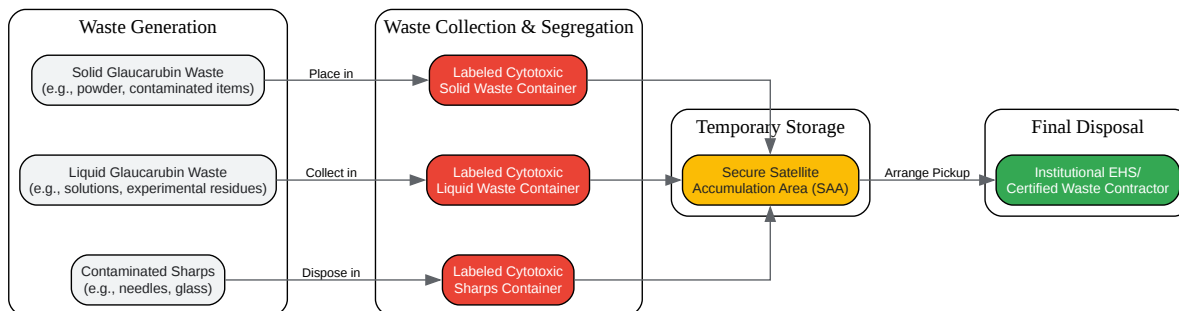 Waste Generation
Solid Glaucarubin Waste
(e.g., powder, contaminated items)
Liquid Glaucarubin Waste
(e.g., solutions, experimental residues)
Contaminated Sharps
(e.g., needles, glass)
Place in
Collect in
Dispose in
Waste Collection & Segregation
Labeled Cytotoxic
Solid Waste Container
Labeled Cytotoxic
Liquid Waste Container
Labeled Cytotoxic
Sharps Container
Temporary Storage
Secure Satellite
Accumulation Area (SAA)
Arrange Pickup
Final Disposal
Institutional EHS/
Certified Waste Contractor